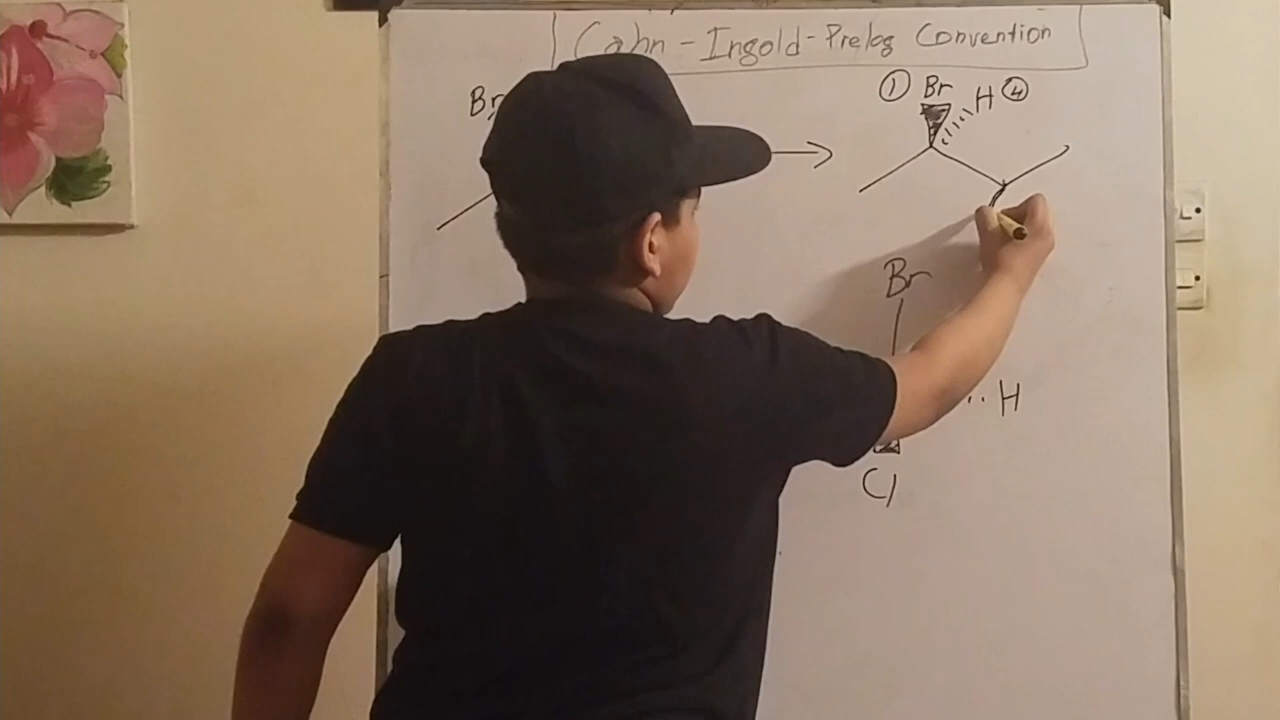 Cahn - Ingold - Prelog Convention
Br
① Br H ④
Br
H
Cl